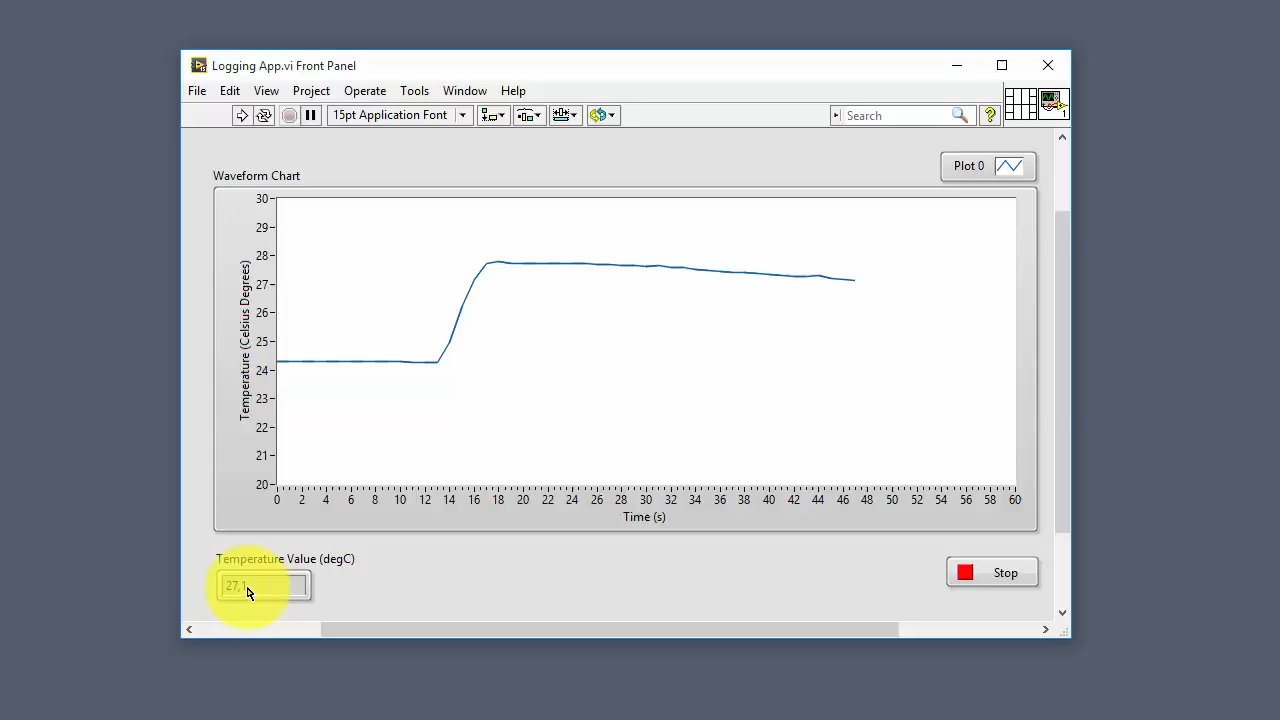 Logging App.vi Front Panel
File Edit View Project Operate Tools Window Help
15pt Application Font
Search
?
1
Waveform Chart
Plot 0
Temperature (Celsius Degrees)
30
29
28
27
26
25
24
23
22
21
20
0 2 4 6 8 10 12 14 16 18 20 22 24 26 28 30 32 34 36 38 40 42 44 46 48 50 52 54 56 58 60
Time (s)
Temperature Value (degC)
27,1
Stop